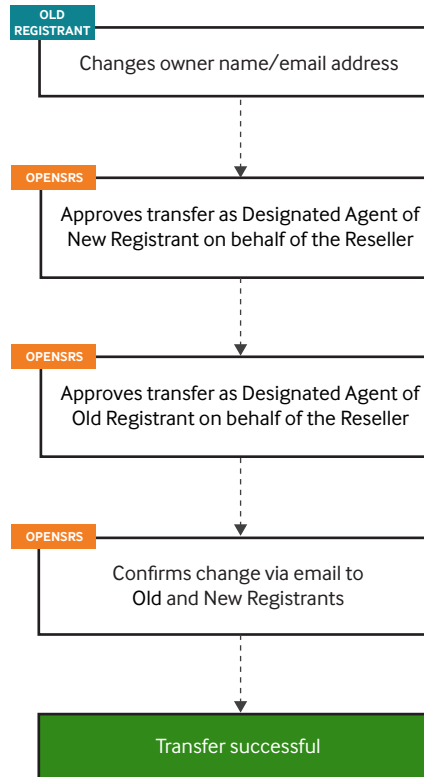 OLD
REGISTRANT
Changes owner name/email address
OPENSRS
Approves transfer as Designated Agent of
New Registrant on behalf of the Reseller
OPENSRS
Approves transfer as Designated Agent of
Old Registrant on behalf of the Reseller
OPENSRS
Confirms change via email to
Old and New Registrants
Transfer successful